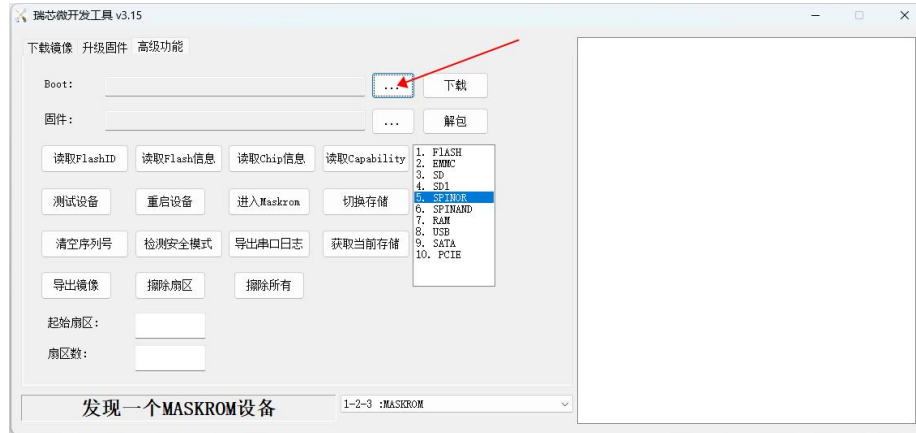 瑞芯微开发工具 v3.15
下载镜像 升级固件 高级功能
Boot: ... 下载
固件: ... 解包
读取FlashID 读取Flash信息 读取Chip信息 读取Capability
测试设备 重启设备 进入Maskrom 切换存储
清空序列号 检测安全模式 导出串口日志 获取当前存储
导出镜像 擦除扇区 擦除所有
1. FlASH
2. EMMC
3. SD
4. SD1
5. SPINOR
6. SPINAND
7. RAM
8. USB
9. SATA
10. PCIE
起始扇区:
扇区数:
发现一个MASKROM设备 1-2-3 :MASKROM